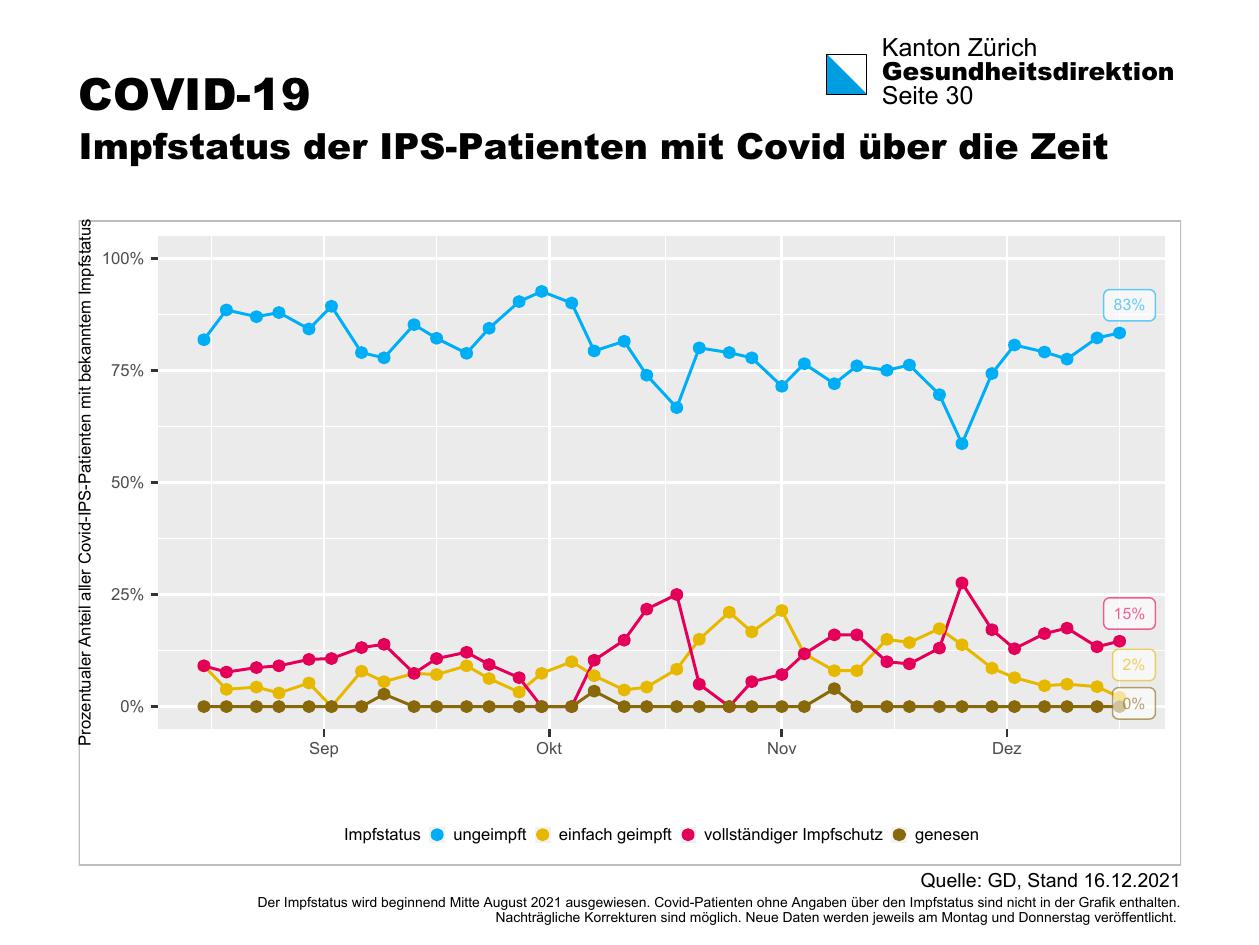 Kanton Zürich
Gesundheitsdirektion
Seite 30
COVID-19
Impfstatus der IPS-Patienten mit Covid über die Zeit
Prozentualer Anteil aller Covid-IPS-Patienten mit bekanntem Impfstatus
100%
75%
50%
25%
0%
83%
15%
2%
0%
Sep Okt Nov Dez
Impfstatus ungeimpft einfach geimpft vollständiger Impfschutz genesen
Quelle: GD, Stand 16.12.2021
Der Impfstatus wird beginnend Mitte August 2021 ausgewiesen. Covid-Patienten ohne Angaben über den Impfstatus sind nicht in der Grafik enthalten.
Nachträgliche Korrekturen sind möglich. Neue Daten werden jeweils am Montag und Donnerstag veröffentlicht.